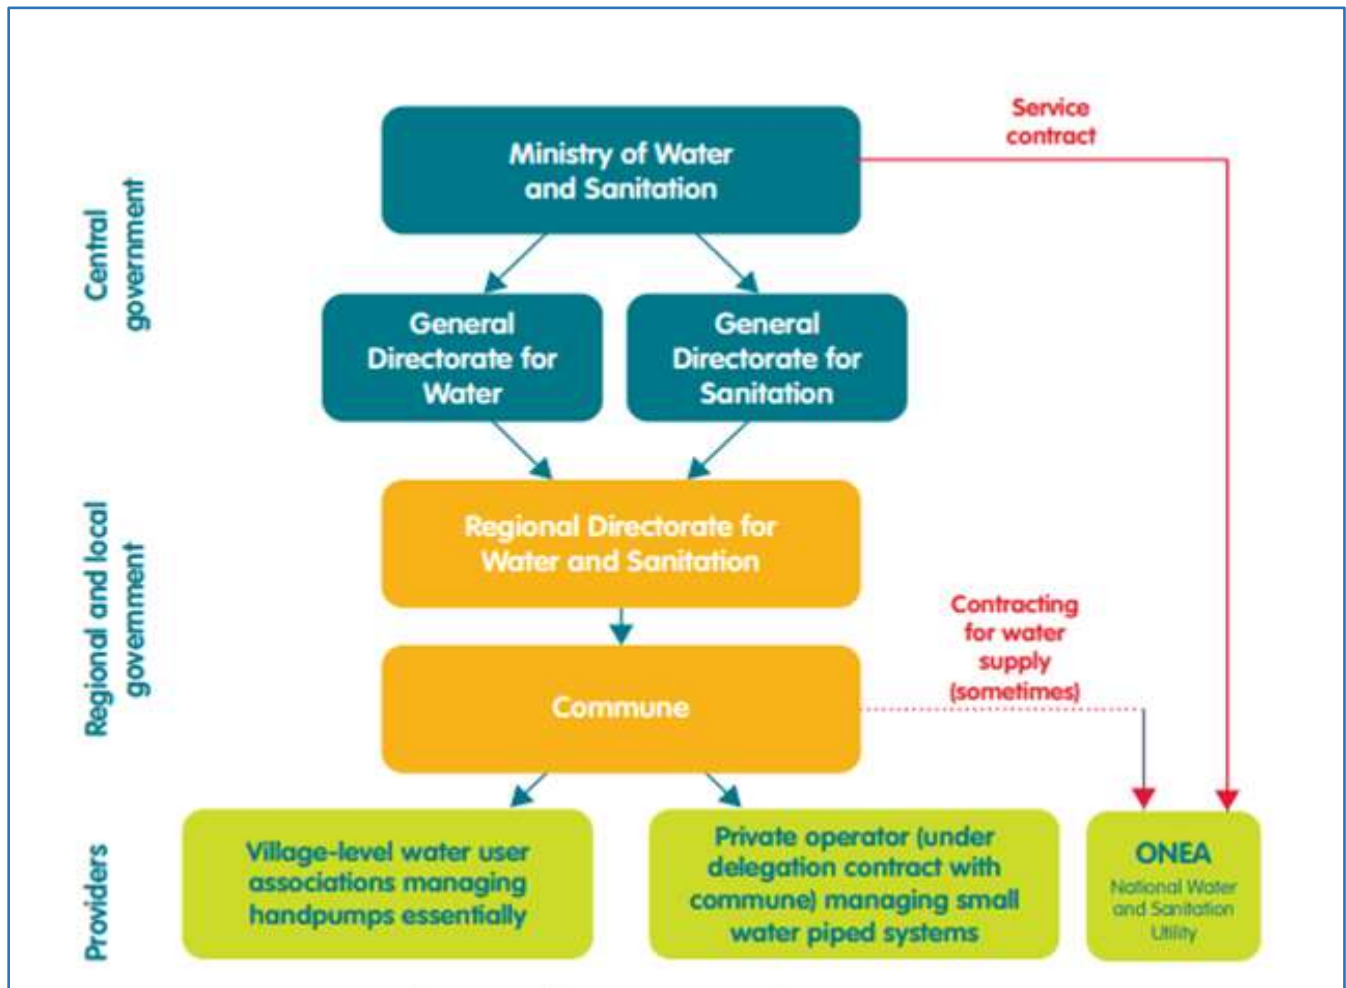 Service
contract
Ministry of Water
and Sanitation
Central
government
General
Directorate for
Water
General
Directorate for
Sanitation
Regional and local
government
Regional Directorate for
Water and Sanitation
Contracting
for water
supply
(sometimes)
Commune
Providers
Village-level water user
associations managing
handpumps essentially
Private operator (under
delegation contract with
commune) managing small
water piped systems
ONEA
National Water
and Sanitation
Utility